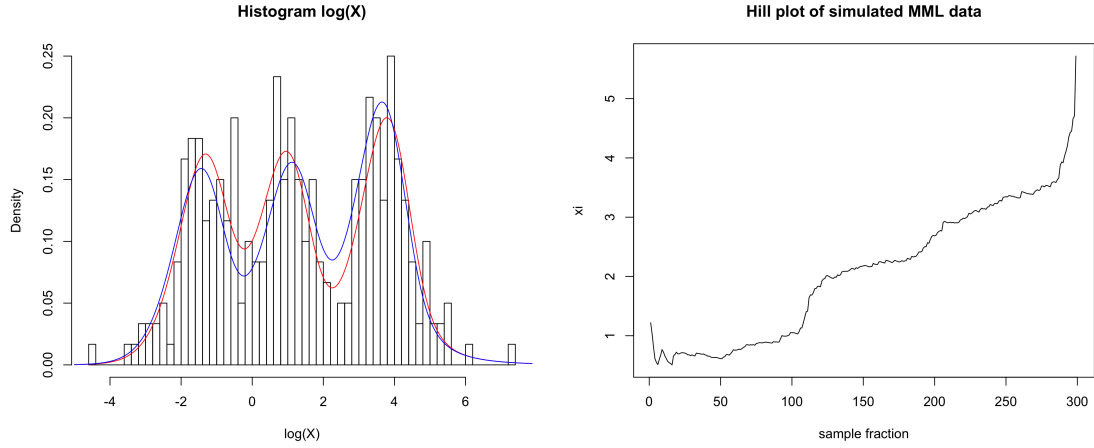 Histogram log(X)
Density
0.00 0.05 0.10 0.15 0.20 0.25
-4 -2 0 2 4 6
log(X)
Hill plot of simulated MML data
xi
1 2 3 4 5
0 50 100 150 200 250 300
sample fraction